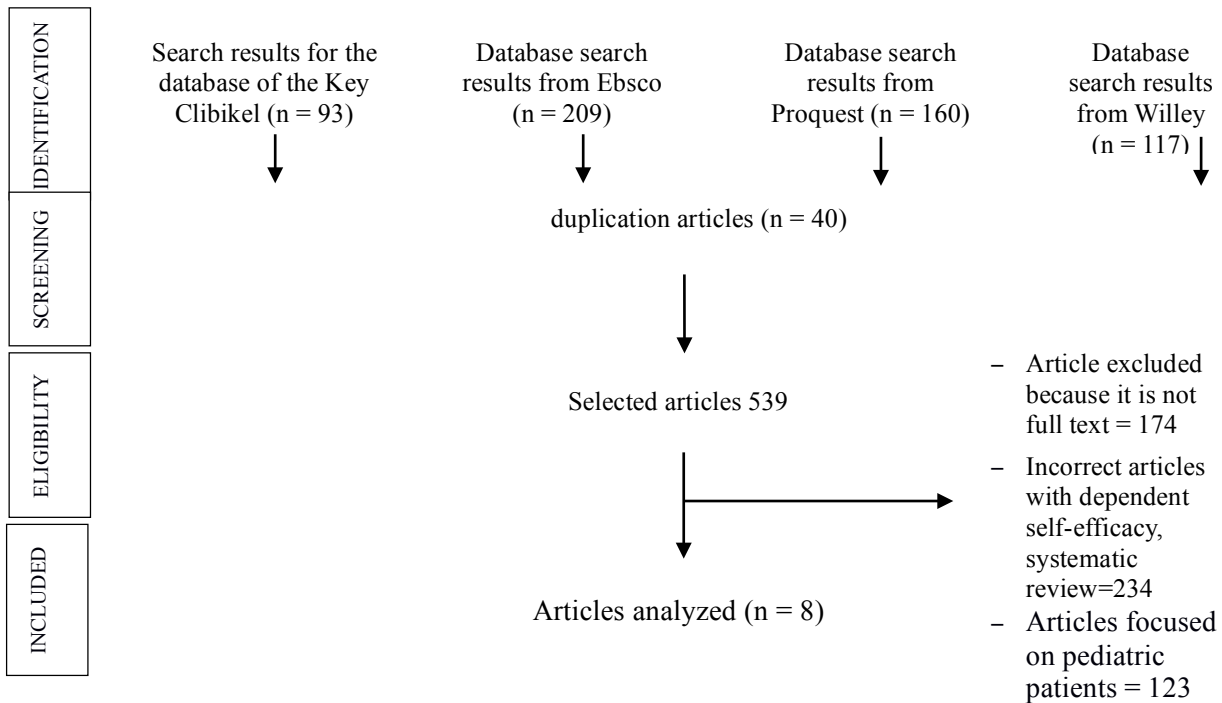 IDENTIFICATION
Search results for the
database of the Key
Clibikel (n = 93)
Database search
results from Ebsco
(n = 209)
Database search
results from
Proquest (n = 160)
Database
search results
from Willey
(n = 117)
SCREENING
duplication articles (n = 40)
ELIGIBILITY
Selected articles 539
– Article excluded
because it is not
full text = 174
– Incorrect articles
with dependent
self-efficacy,
systematic
review=234
– Articles focused
on pediatric
patients = 123
INCLUDED
Articles analyzed (n = 8)